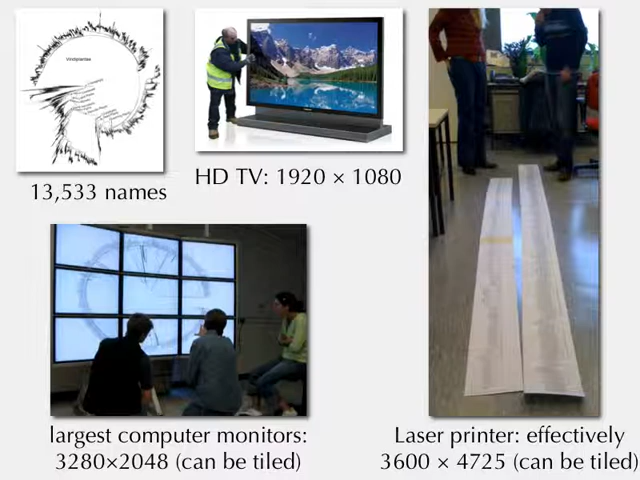 Viridiplantae
13,533 names
HD TV: 1920 × 1080
largest computer monitors:
3280×2048 (can be tiled)
Laser printer: effectively
3600 × 4725 (can be tiled)